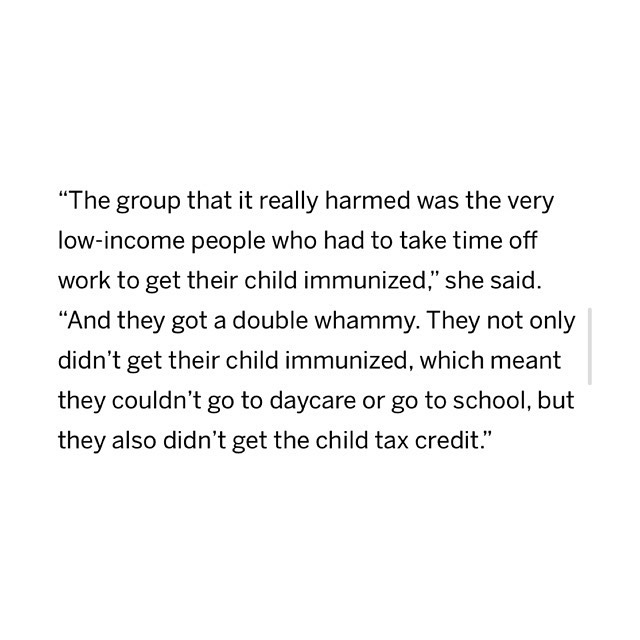 “The group that it really harmed was the very
low-income people who had to take time off
work to get their child immunized,” she said.
“And they got a double whammy. They not only
didn’t get their child immunized, which meant
they couldn’t go to daycare or go to school, but
they also didn’t get the child tax credit.”